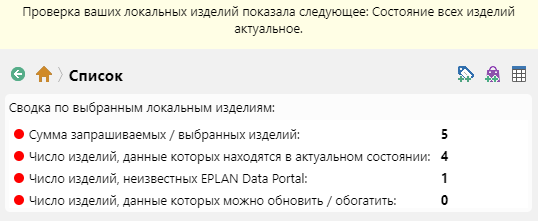 Проверка ваших локальных изделий показала следующее: Состояние всех изделий
актуальное.
Список
Сводка по выбранным локальным изделиям:
Сумма запрашиваемых / выбранных изделий: 5
Число изделий, данные которых находятся в актуальном состоянии: 4
Число изделий, неизвестных EPLAN Data Portal: 1
Число изделий, данные которых можно обновить / обогатить: 0